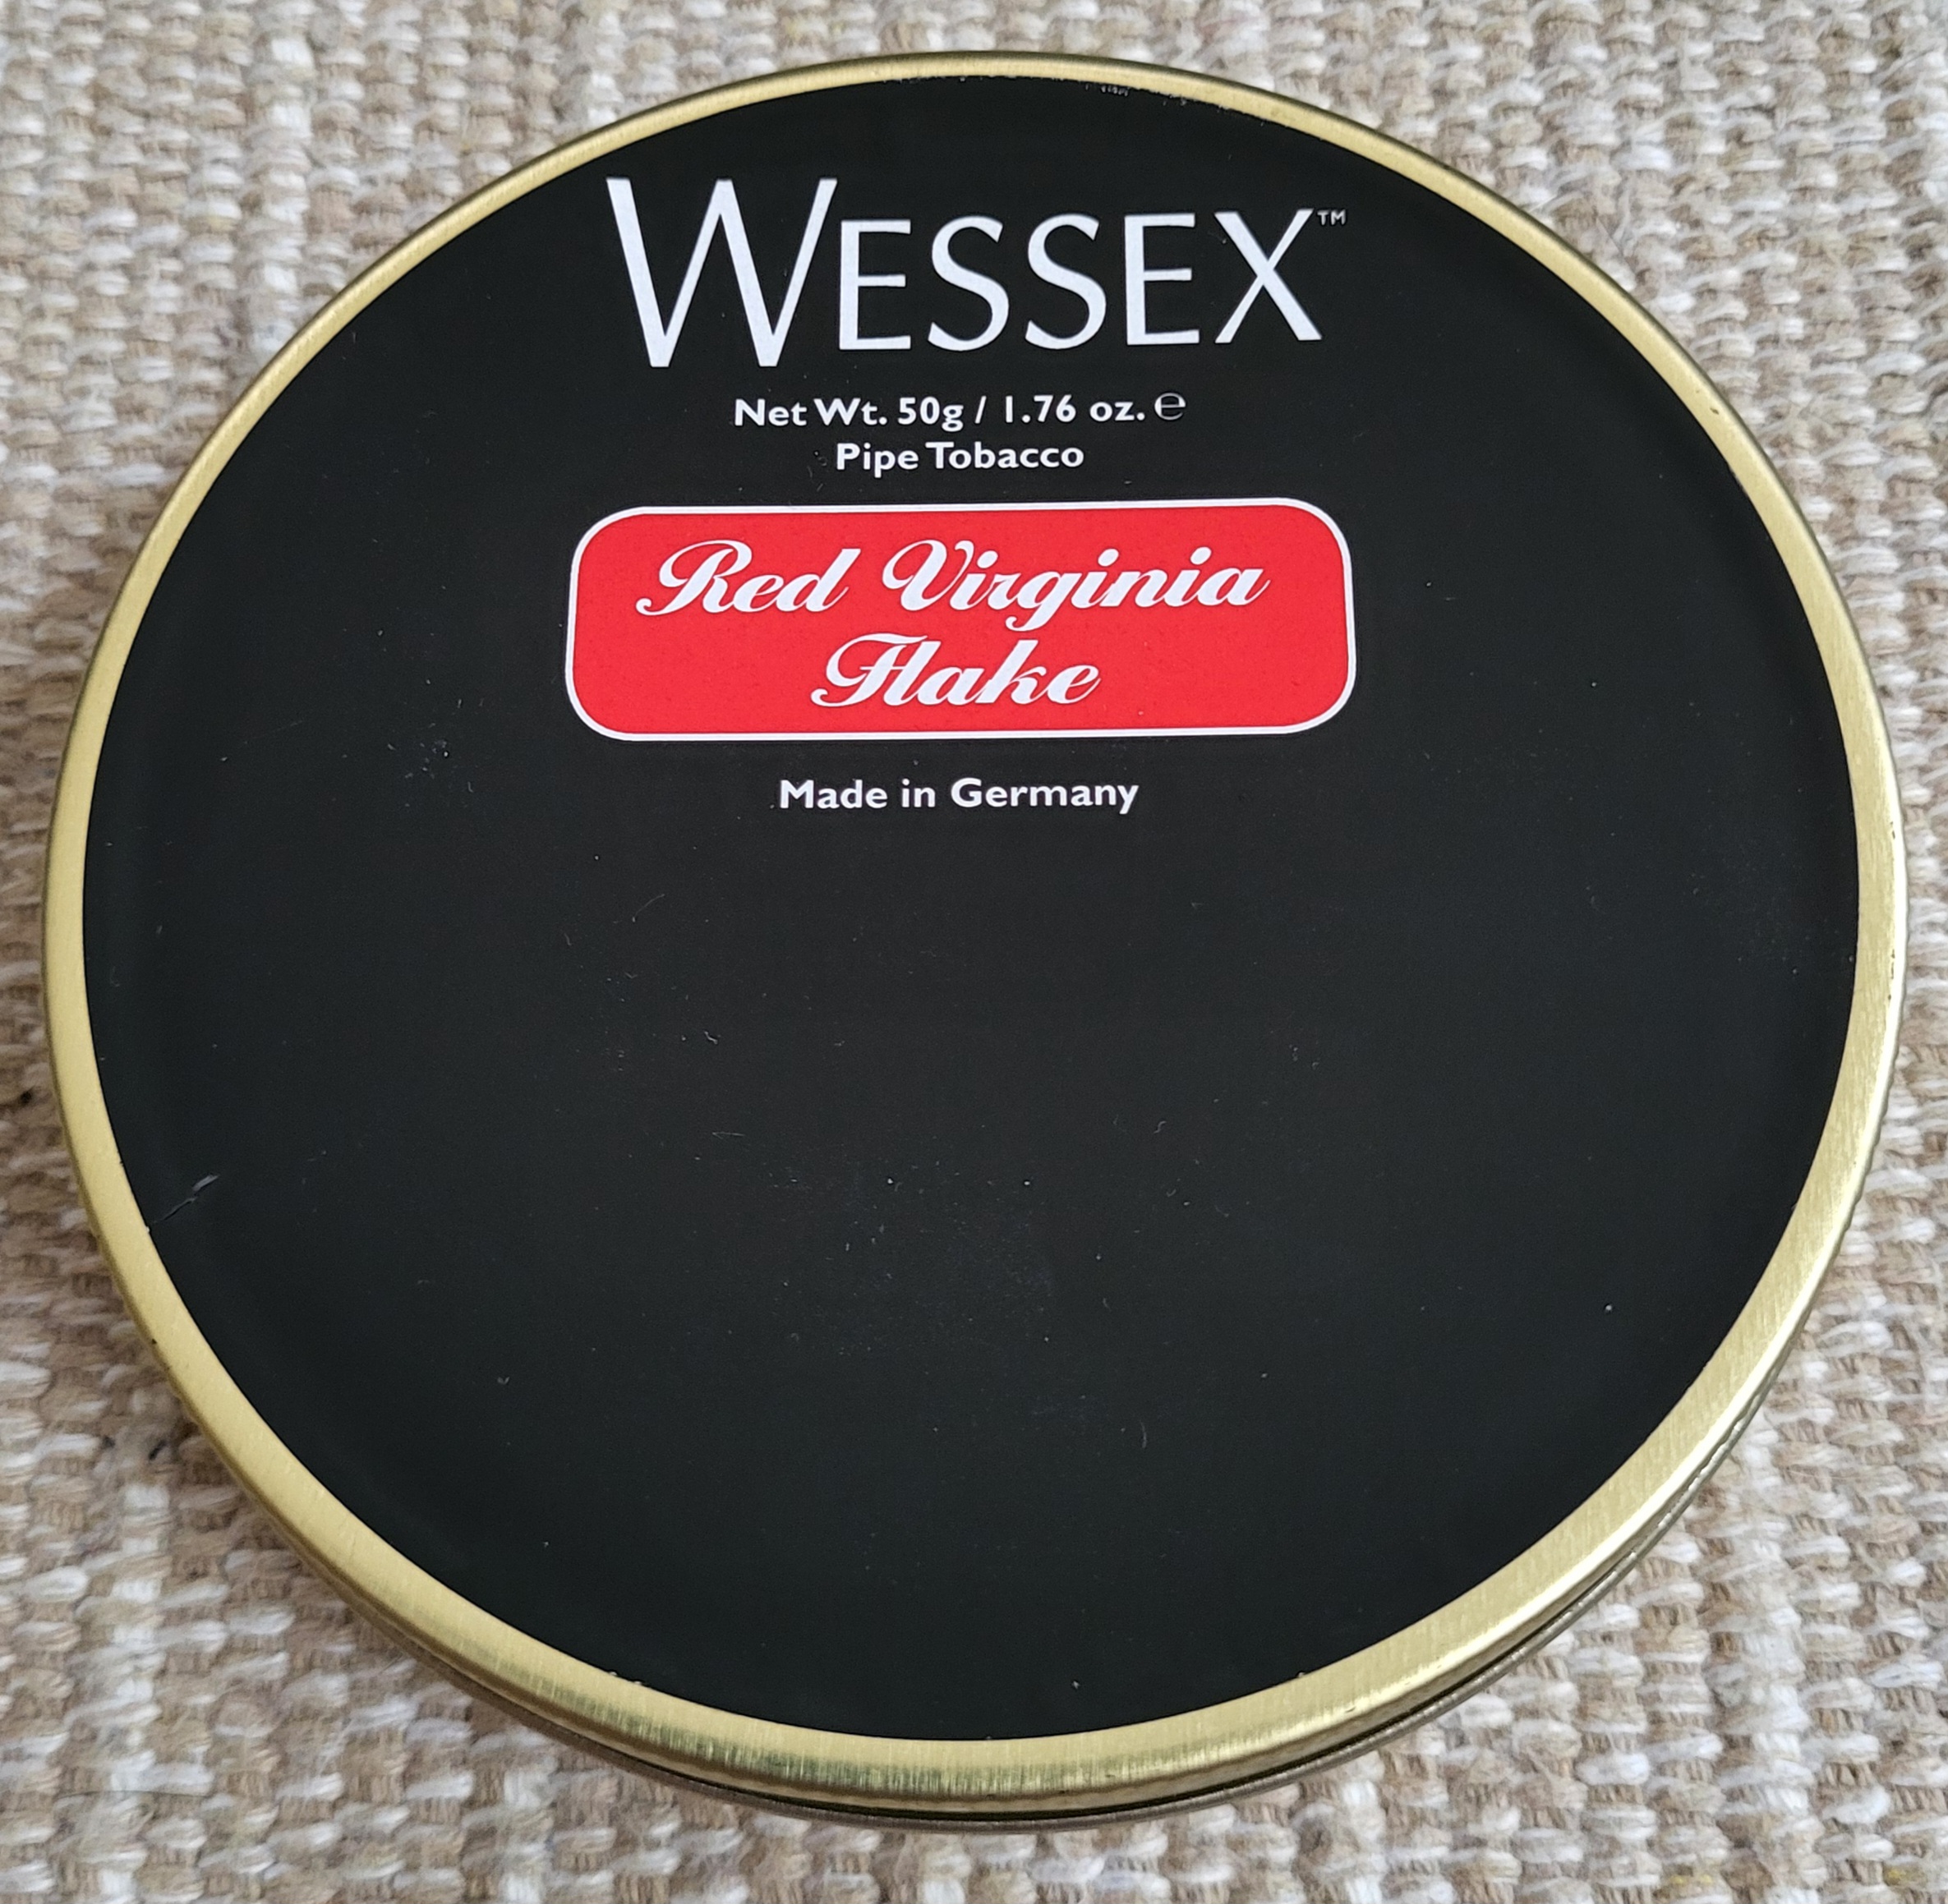 WESSEX™
Net Wt. 50g / 1.76 oz. ℮
Pipe Tobacco
Red Virginia
Flake
Made in Germany